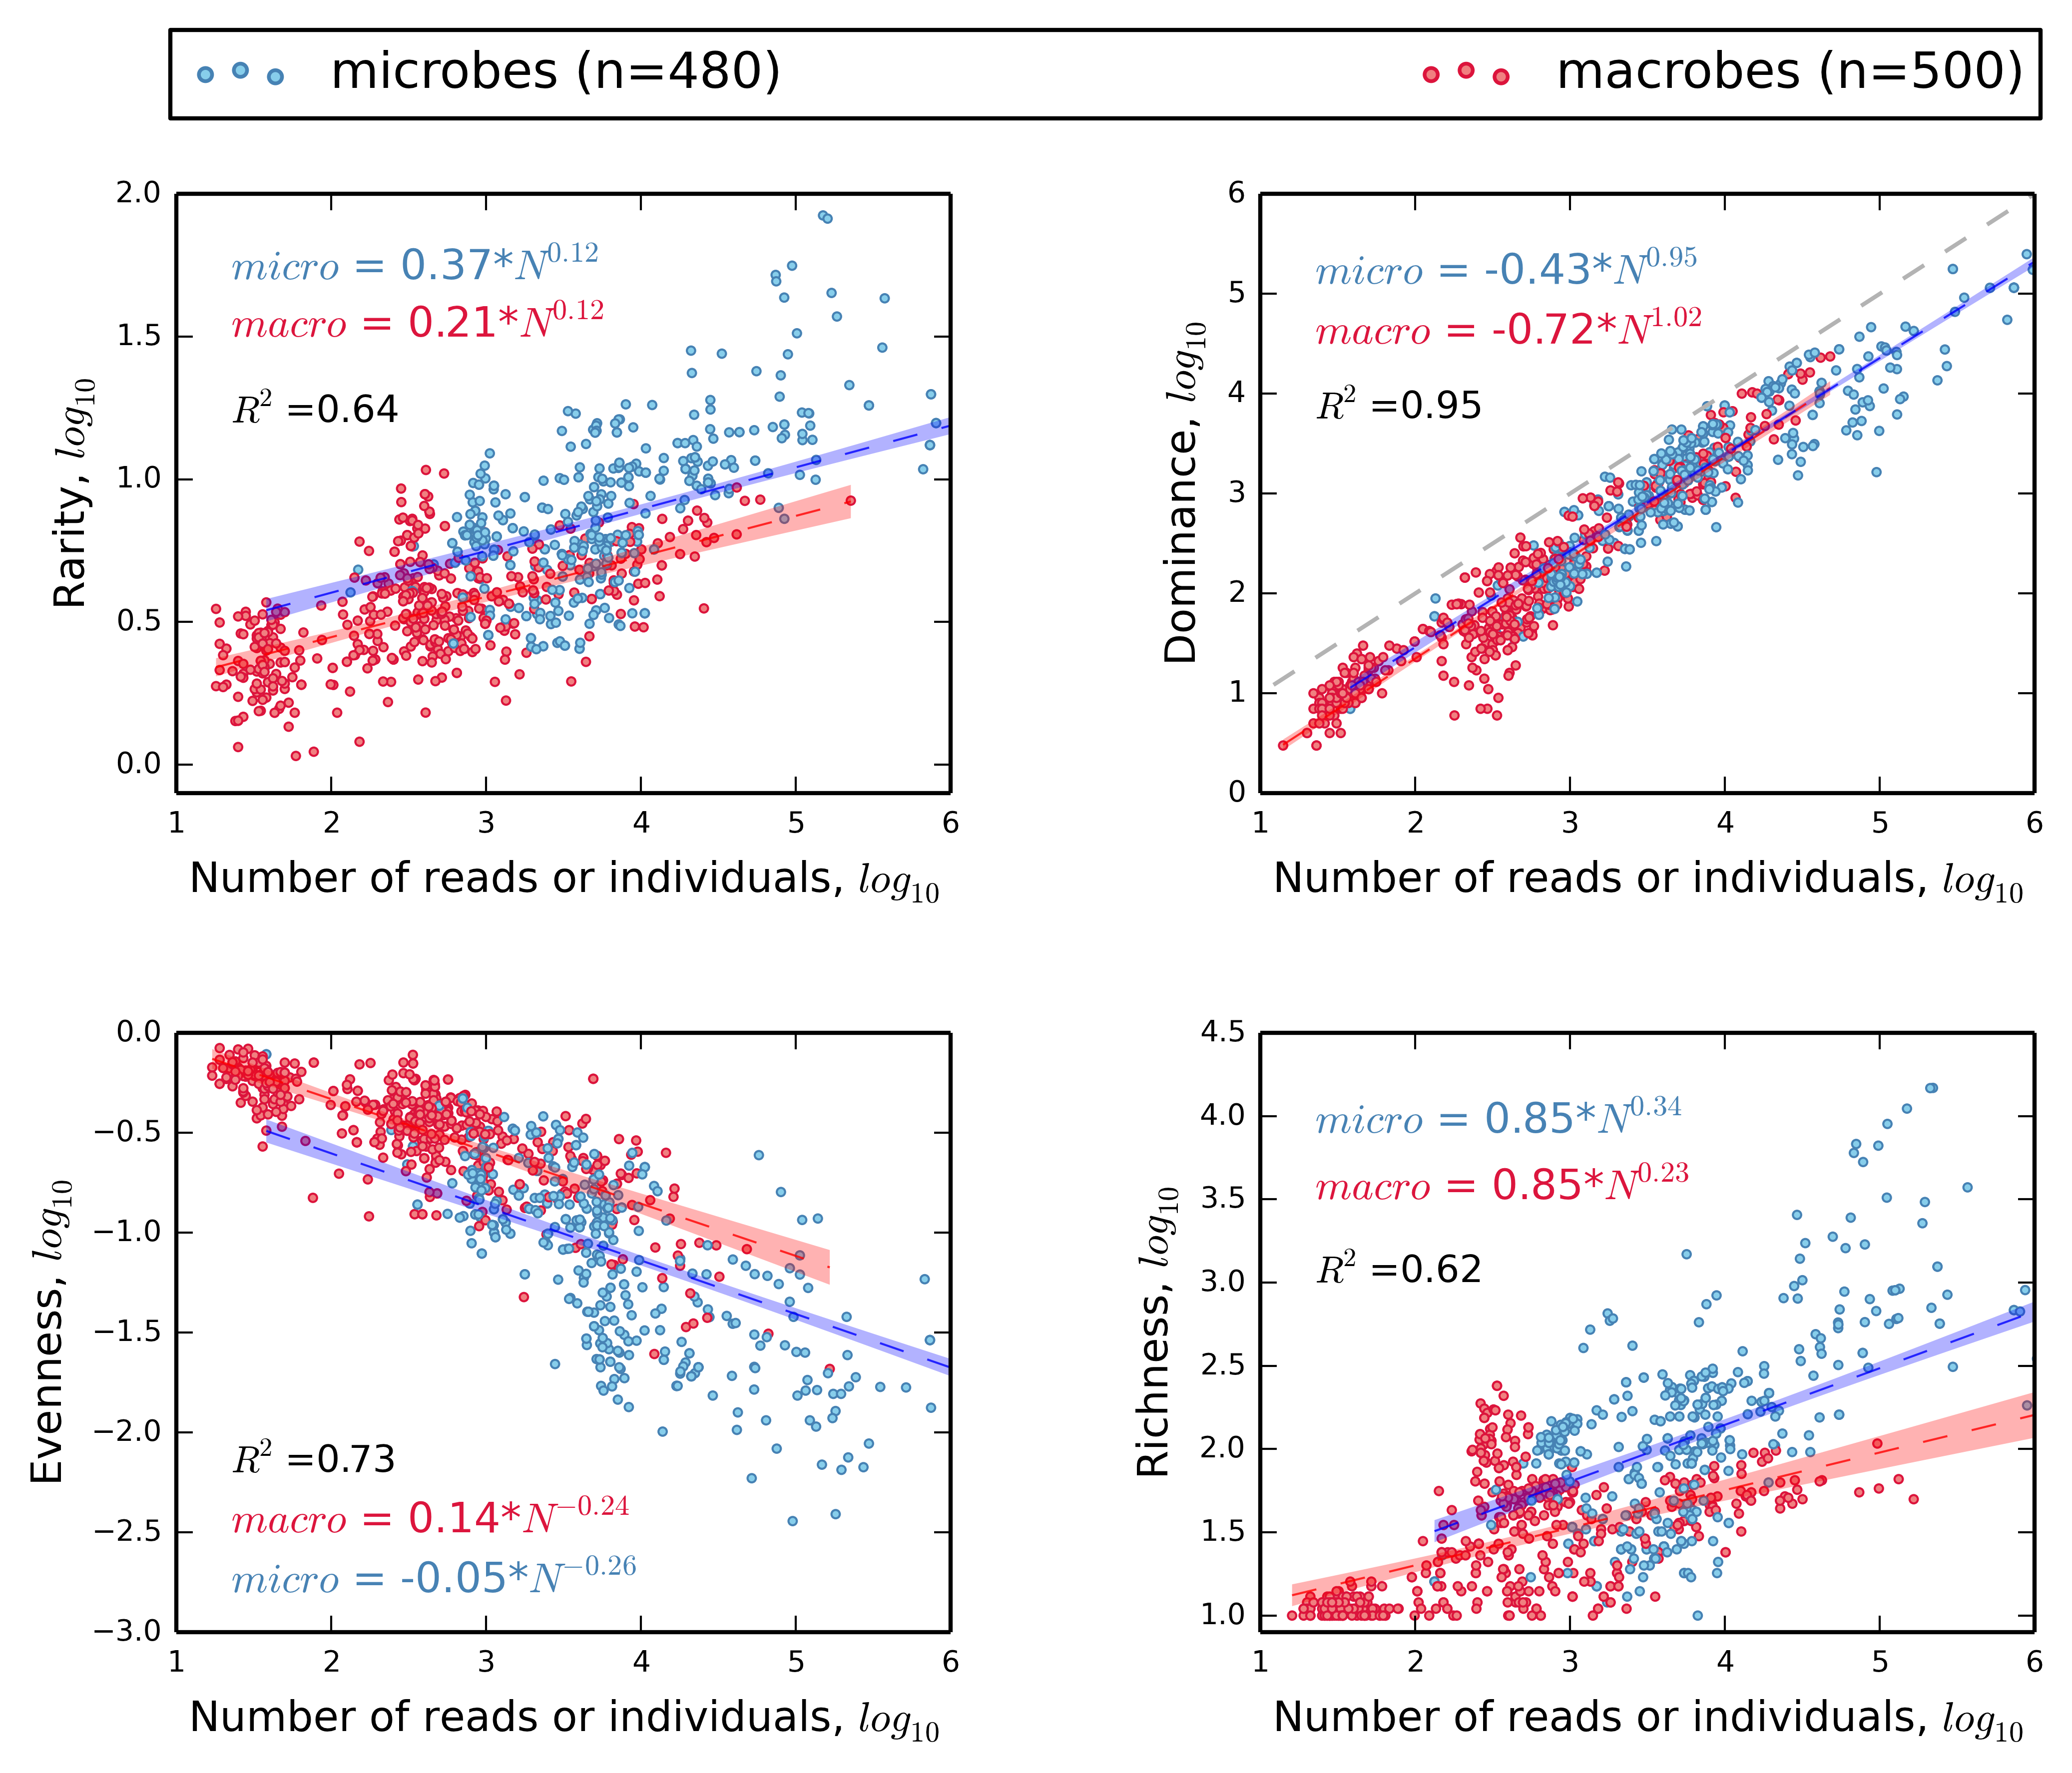 microbes (n=480) macrobes (n=500)
2.0
1.5
1.0
0.5
0.0
Rarity, log10
micro = 0.37*N^0.12
macro = 0.21*N^0.12
R^2 =0.64
1 2 3 4 5 6
Number of reads or individuals, log10
6
5
4
3
2
1
0
Dominance, log10
micro = -0.43*N^0.95
macro = -0.72*N^1.02
R^2 =0.95
1 2 3 4 5 6
Number of reads or individuals, log10
0.0
−0.5
−1.0
−1.5
−2.0
−2.5
−3.0
Evenness, log10
R^2 =0.73
macro = 0.14*N^−0.24
micro = -0.05*N^−0.26
1 2 3 4 5 6
Number of reads or individuals, log10
4.5
4.0
3.5
3.0
2.5
2.0
1.5
1.0
Richness, log10
micro = 0.85*N^0.34
macro = 0.85*N^0.23
R^2 =0.62
1 2 3 4 5 6
Number of reads or individuals, log10